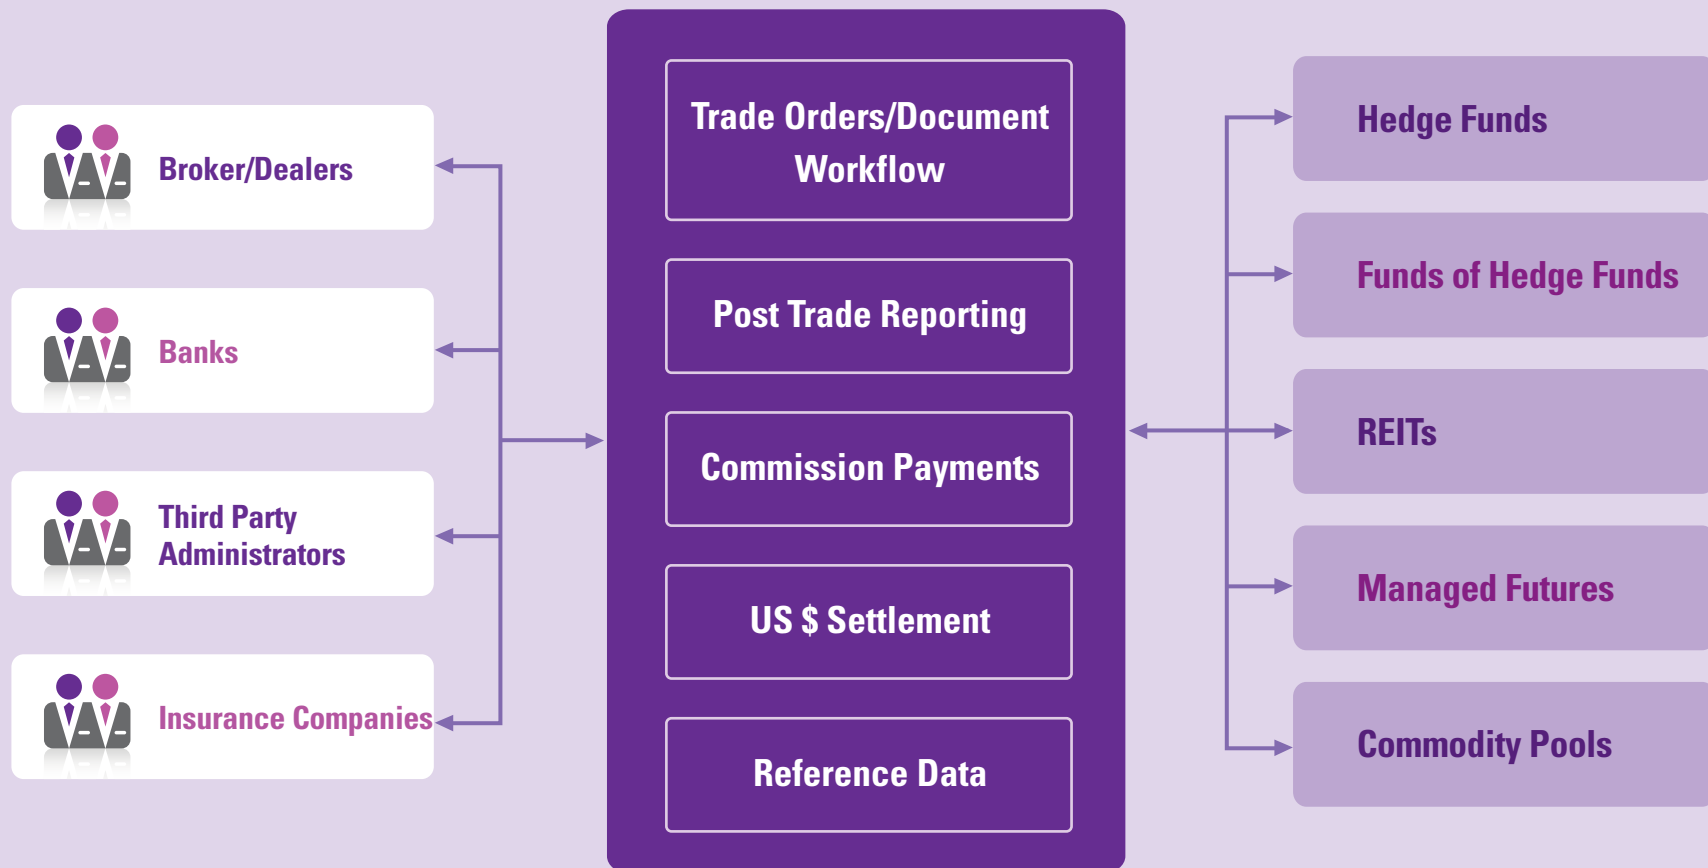 Broker/Dealers
Banks
Third Party
Administrators
Insurance Companies
Trade Orders/Document
Workflow
Post Trade Reporting
Commission Payments
US $ Settlement
Reference Data
Hedge Funds
Funds of Hedge Funds
REITs
Managed Futures
Commodity Pools